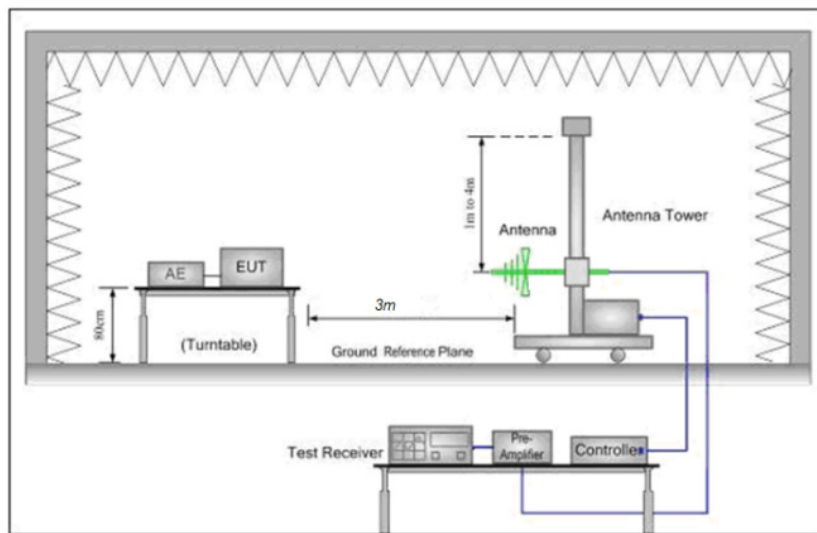 1m to 4m
Antenna
Antenna Tower
AE
EUT
80cm
(Turntable)
3m
Ground Reference Plane
Test Receiver
Pre-
Amplifier
Controller